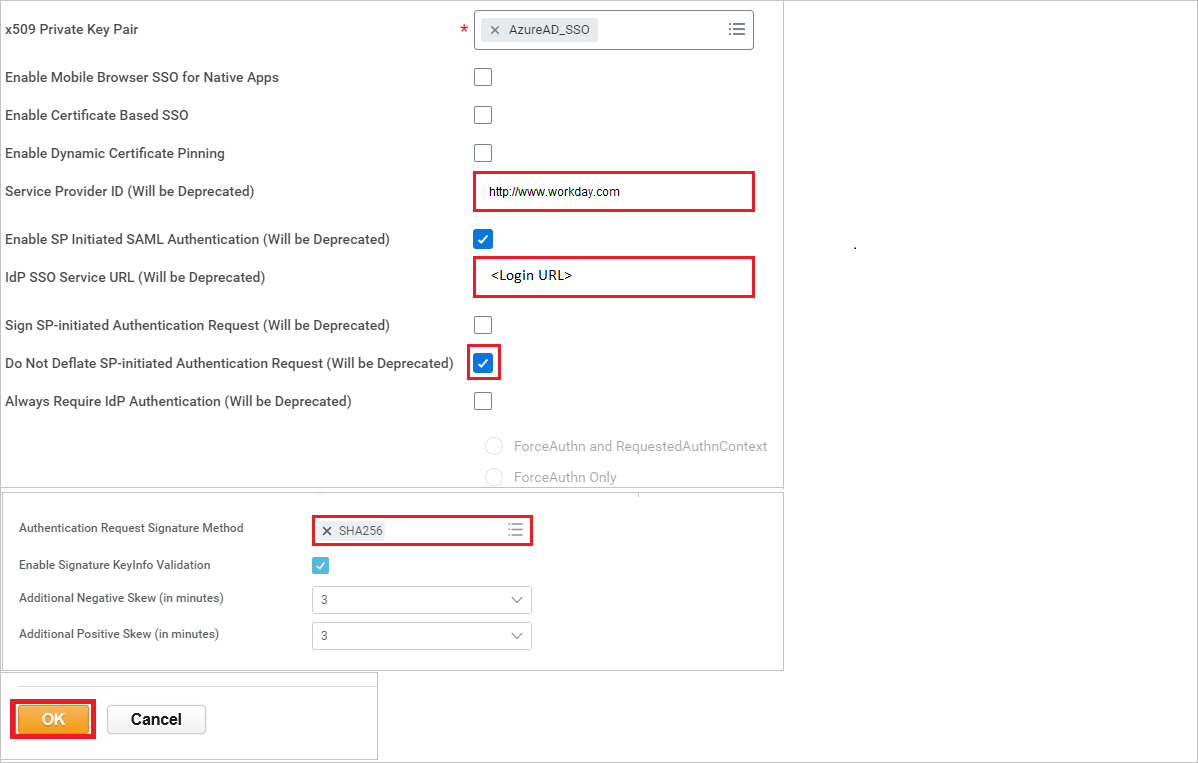 x509 Private Key Pair * × AzureAD_SSO
Enable Mobile Browser SSO for Native Apps
Enable Certificate Based SSO
Enable Dynamic Certificate Pinning
Service Provider ID (Will be Deprecated) http://www.workday.com
Enable SP Initiated SAML Authentication (Will be Deprecated)
.
IdP SSO Service URL (Will be Deprecated) <Login URL>
Sign SP-initiated Authentication Request (Will be Deprecated)
Do Not Deflate SP-initiated Authentication Request (Will be Deprecated)
Always Require IdP Authentication (Will be Deprecated)
ForceAuthn and RequestedAuthnContext
ForceAuthn Only
Authentication Request Signature Method × SHA256
Enable Signature KeyInfo Validation
Additional Negative Skew (in minutes) 3
Additional Positive Skew (in minutes) 3
OK Cancel